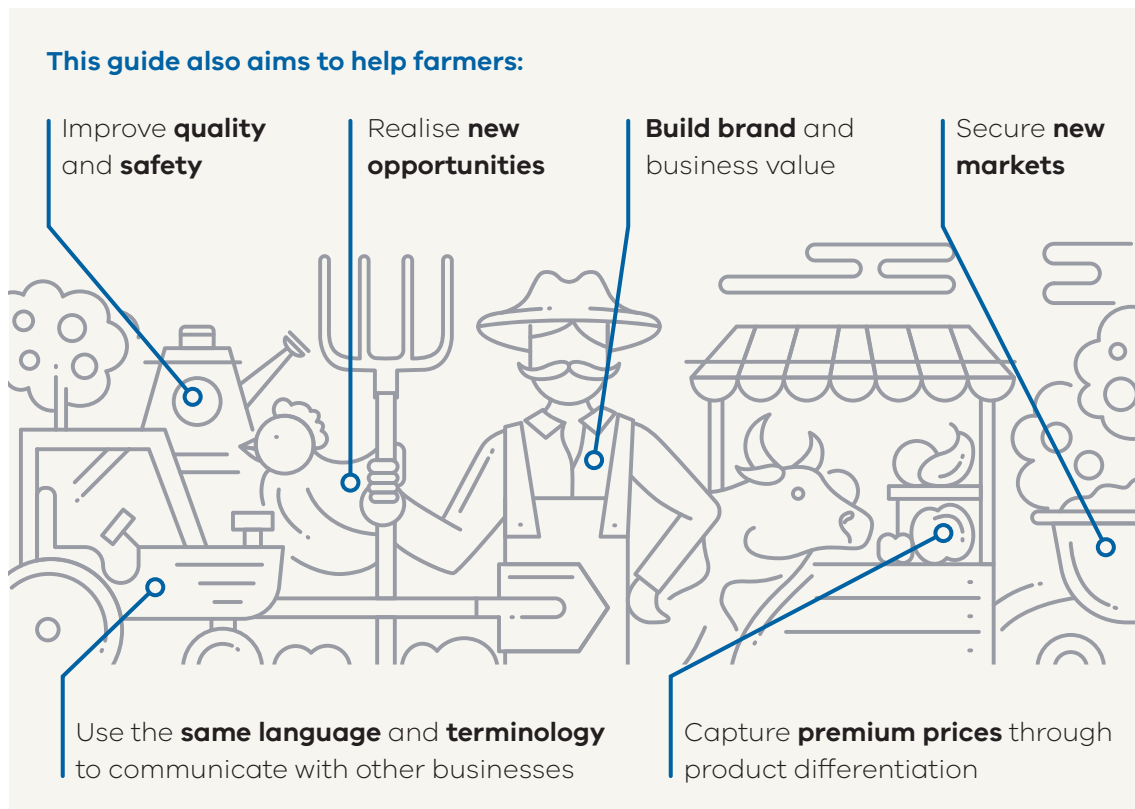 This guide also aims to help farmers:
Improve quality
and safety
Realise new
opportunities
Build brand and
business value
Secure new
markets
Use the same language and terminology
to communicate with other businesses
Capture premium prices through
product differentiation